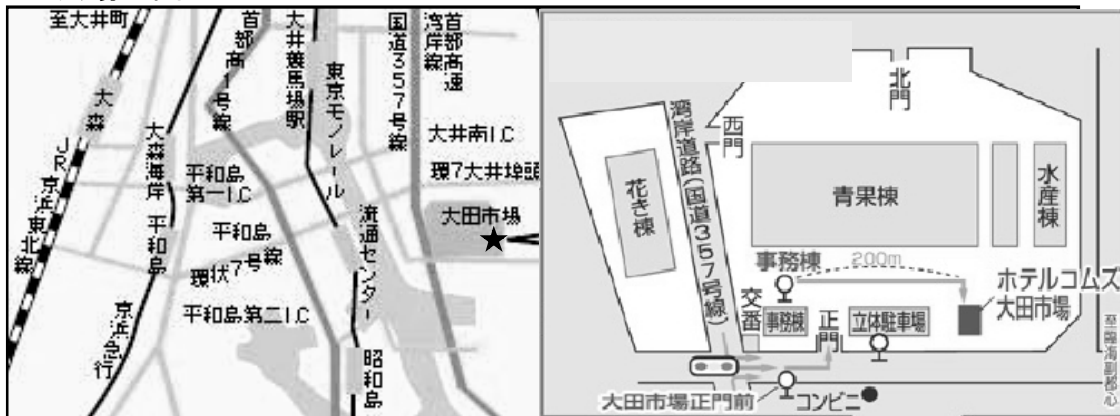 至大井町
首都高1号線
大井競馬場駅
国道357号線
首都高速
湾岸線
東京モノレール
大森
大森海岸
JR京浜東北線
平和島
平和島
第一I.C
大井南I.C
環7大井埠頭
大田市場
流通センター
平和島
環状7号線
平和島第二I.C
京浜急行
昭和島
北門
西門
湾岸道路(国道357号線)
花き棟
青果棟
水産棟
事務棟
200m
ホテルコムズ
大田市場
交番
事務棟
正門
立体駐車場
至臨海副都心
大田市場正門前
コンビニ